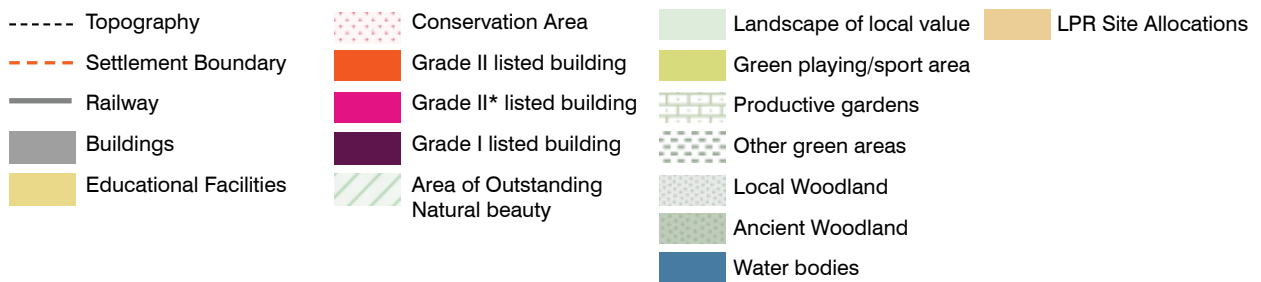 Topography
Settlement Boundary
Railway
Buildings
Educational Facilities
Conservation Area
Grade II listed building
Grade II* listed building
Grade I listed building
Area of Outstanding
Natural beauty
Landscape of local value
Green playing/sport area
Productive gardens
Other green areas
Local Woodland
Ancient Woodland
Water bodies
LPR Site Allocations